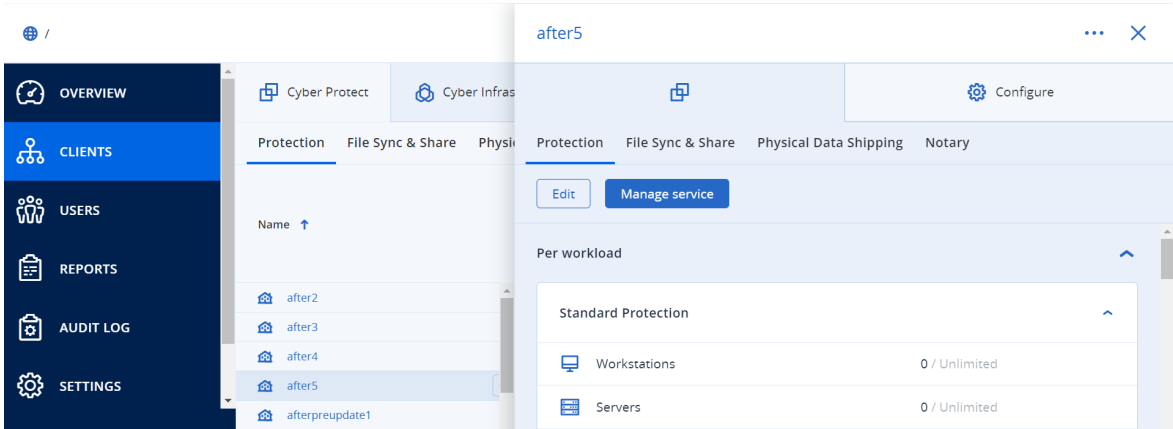 /
after5
...
OVERVIEW
CLIENTS
USERS
REPORTS
AUDIT LOG
SETTINGS
Cyber Protect
Cyber Infras
Protection File Sync & Share Physi
Name
after2
after3
after4
after5
afterpreupdate1
Configure
Protection File Sync & Share Physical Data Shipping Notary
Edit Manage service
Per workload
Standard Protection
Workstations 0 / Unlimited
Servers 0 / Unlimited